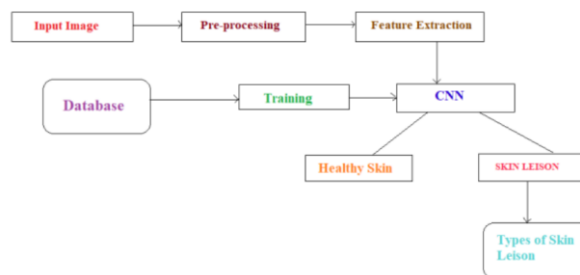 Input Image
Pre-processing
Feature Extraction
Database
Training
CNN
Healthy Skin
SKIN LEISON
Types of Skin
Leison